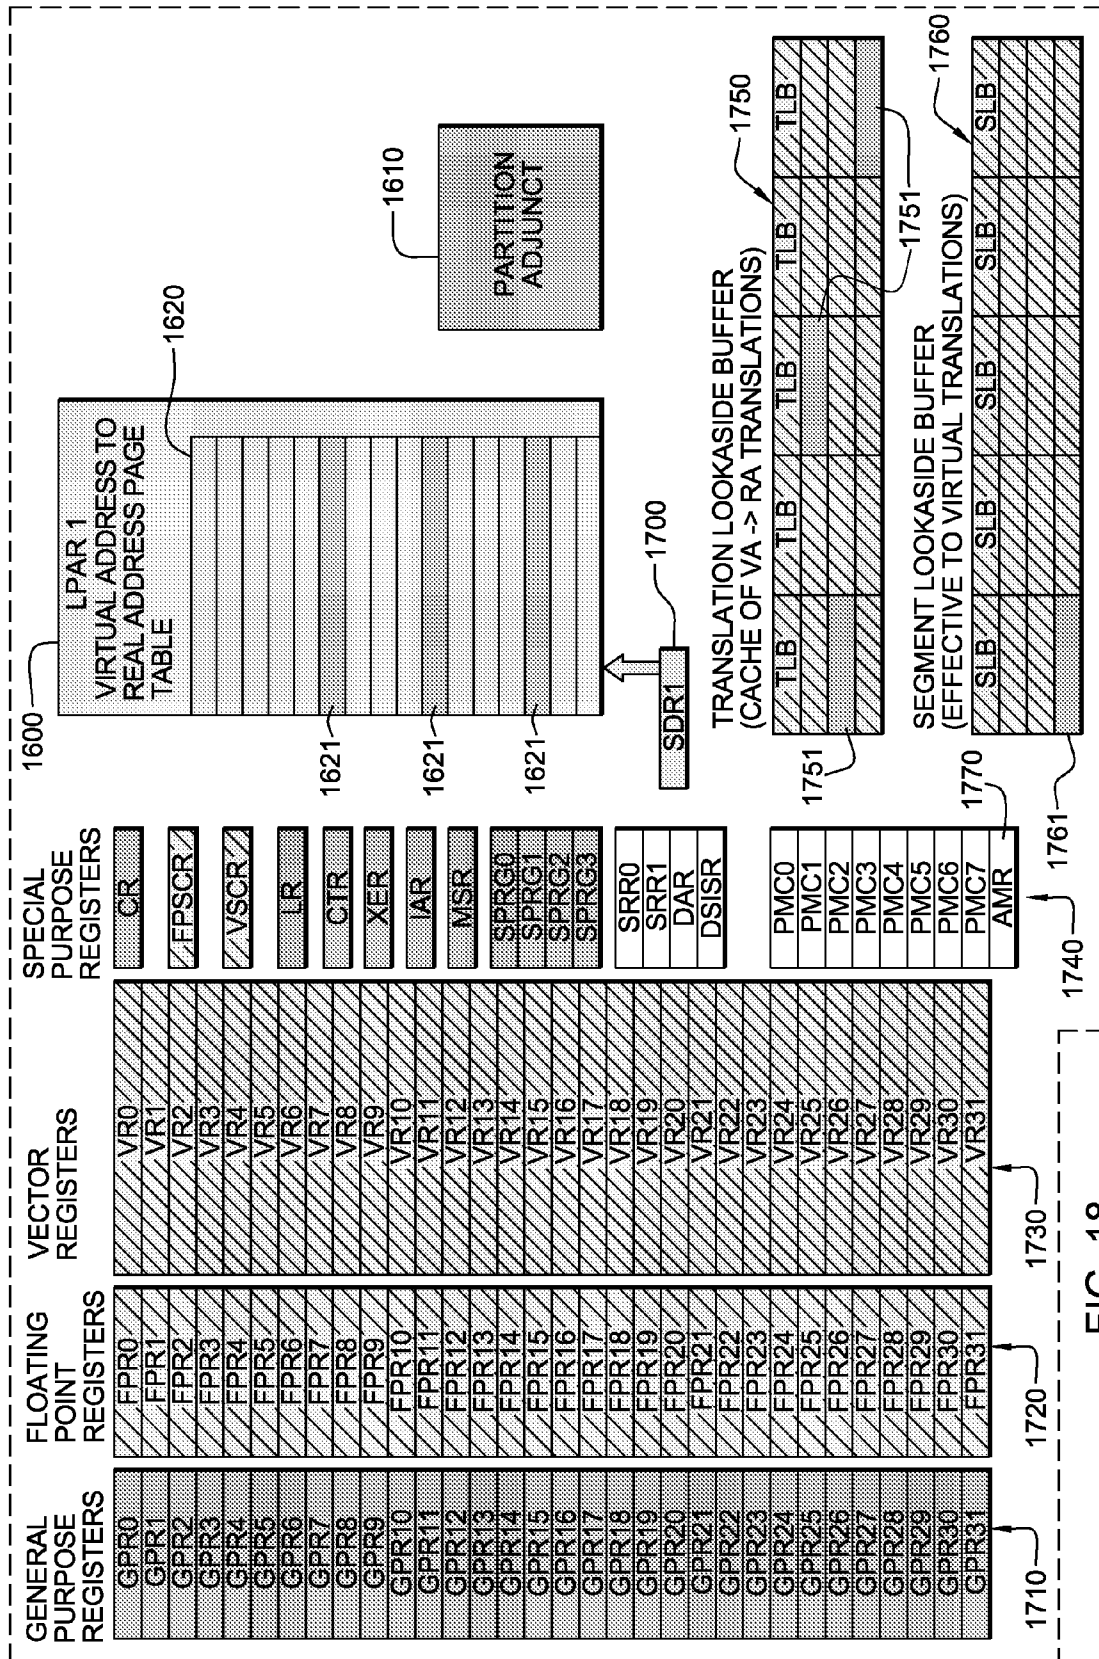 GENERAL
PURPOSE
REGISTERS
GPR0
GPR1
GPR2
GPR3
GPR4
GPR5
GPR6
GPR7
GPR8
GPR9
GPR10
GPR11
GPR12
GPR13
GPR14
GPR15
GPR16
GPR17
GPR18
GPR19
GPR20
GPR21
GPR22
GPR23
GPR24
GPR25
GPR26
GPR27
GPR28
GPR29
GPR30
GPR31
1710
FLOATING
POINT
REGISTERS
FPR0
FPR1
FPR2
FPR3
FPR4
FPR5
FPR6
FPR7
FPR8
FPR9
FPR10
FPR11
FPR12
FPR13
FPR14
FPR15
FPR16
FPR17
FPR18
FPR19
FPR20
FPR21
FPR22
FPR23
FPR24
FPR25
FPR26
FPR27
FPR28
FPR29
FPR30
FPR31
1720
VECTOR
REGISTERS
VR0
VR1
VR2
VR3
VR4
VR5
VR6
VR7
VR8
VR9
VR10
VR11
VR12
VR13
VR14
VR15
VR16
VR17
VR18
VR19
VR20
VR21
VR22
VR23
VR24
VR25
VR26
VR27
VR28
VR29
VR30
VR31
1730
SPECIAL
PURPOSE
REGISTERS
CR
FPSCR
VSCR
LR
CTR
XER
IAR
MSR
SPRG0
SPRG1
SPRG2
SPRG3
SRR0
SRR1
DAR
DSISR
PMC0
PMC1
PMC2
PMC3
PMC4
PMC5
PMC6
PMC7
AMR
1740
1770
1600
LPAR 1
VIRTUAL ADDRESS TO
REAL ADDRESS PAGE
TABLE
1620
1621
1621
1621
SDR1
1700
PARTITION
ADJUNCT
1610
TRANSLATION LOOKASIDE BUFFER
(CACHE OF VA -> RA TRANSLATIONS)
1750
TLB
TLB
TLB
TLB
TLB
1751
1751
SEGMENT LOOKASIDE BUFFER
(EFFECTIVE TO VIRTUAL TRANSLATIONS)
1760
SLB
SLB
SLB
SLB
SLB
1761
FIG. 18